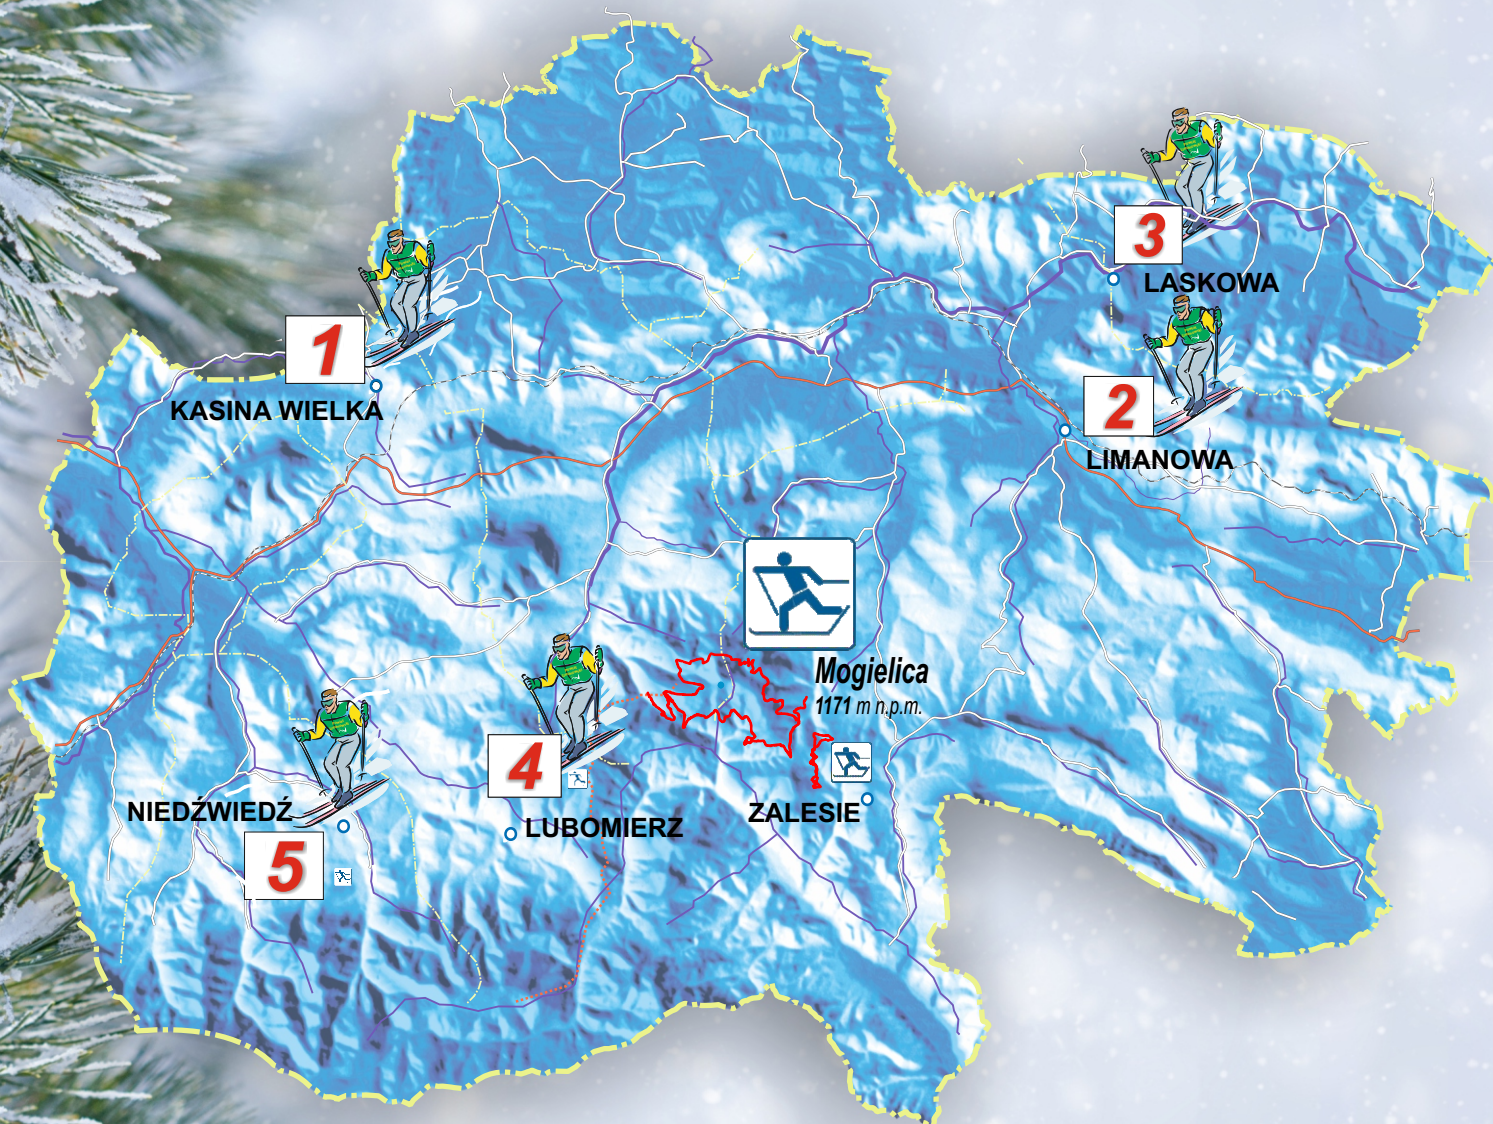 3
LASKOWA
1
KASINA WIELKA
2
LIMANOWA
Mogielica
1171 m n.p.m.
4
LUBOMIERZ
ZALESIE
NIEDŹWIEDŹ
5